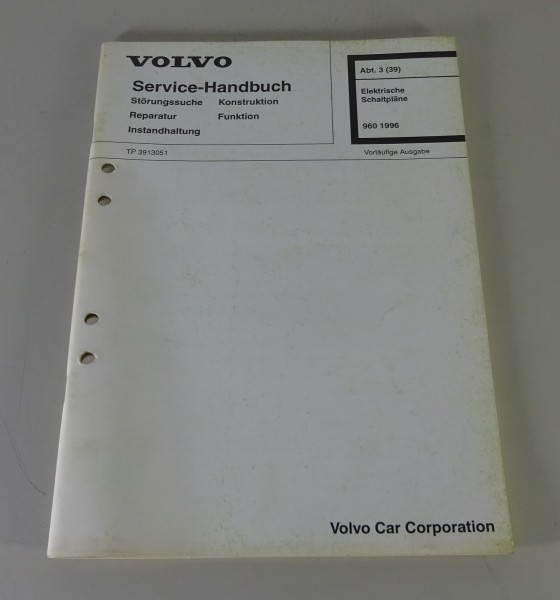 VOLVO
Service-Handbuch
Störungssuche Konstruktion
Reparatur Funktion
Instandhaltung
Abt. 3 (39)
Elektrische
Schaltpläne
960 1996
TP 3913051
Vorläufige Ausgabe
Volvo Car Corporation